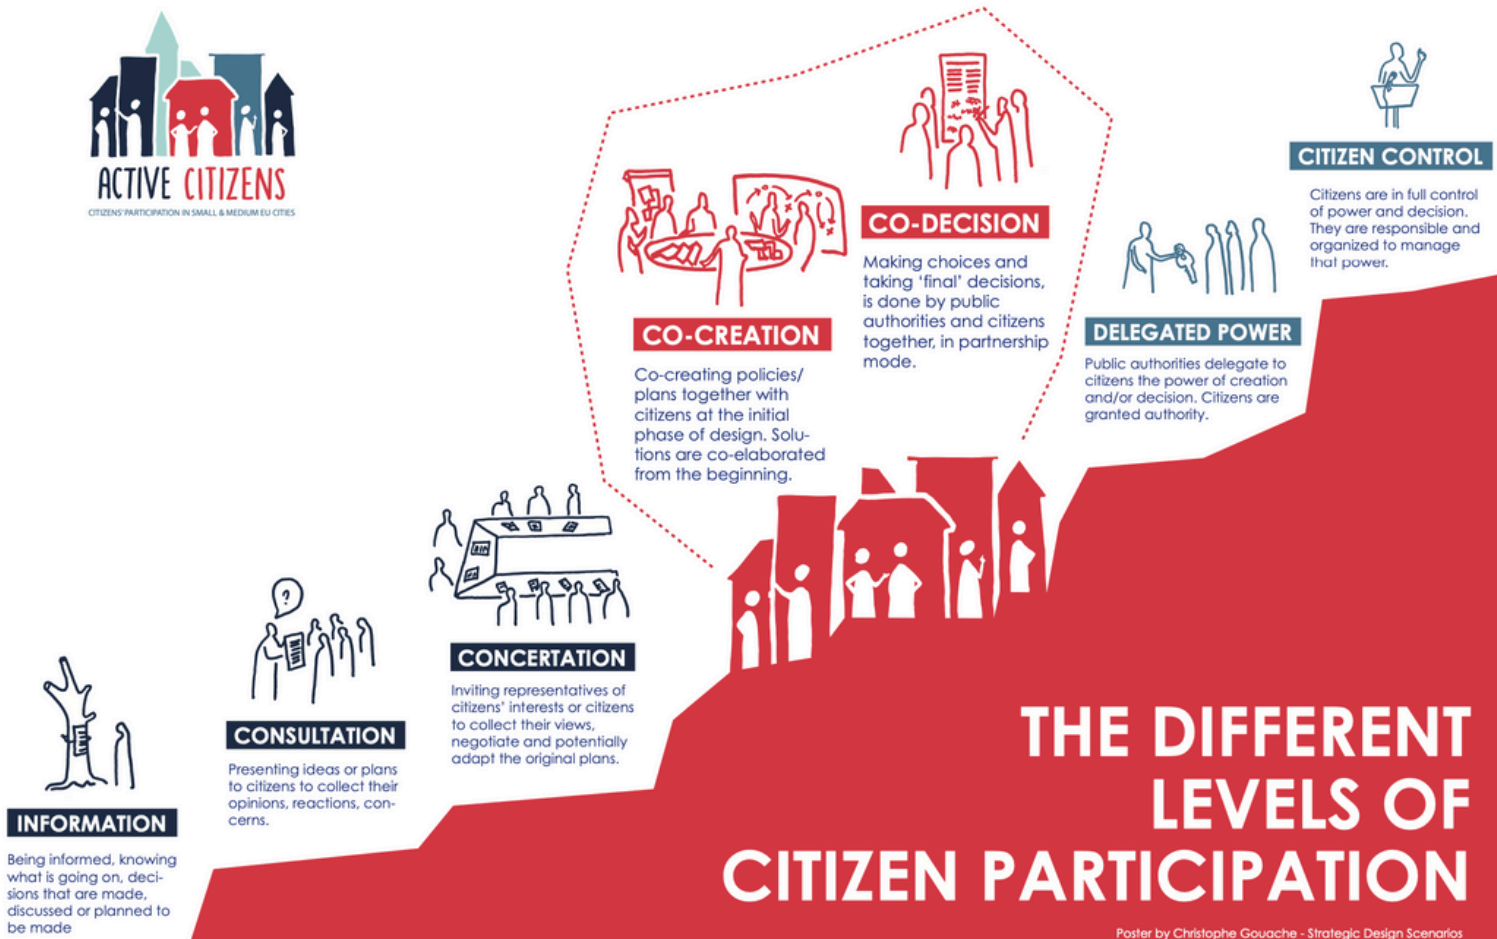 ACTIVE CITIZENS
CITIZENS' PARTICIPATION IN SMALL & MEDIUM EU CITIES
INFORMATION
Being informed, knowing
what is going on, deci-
sions that are made,
discussed or planned to
be made
?
CONSULTATION
Presenting ideas or plans
to citizens to collect their
opinions, reactions, con-
cerns.
CONCERTATION
Inviting representatives of
citizens' interests or citizens
to collect their views,
negotiate and potentially
adapt the original plans.
CO-CREATION
Co-creating policies/
plans together with
citizens at the initial
phase of design. Solu-
tions are co-elaborated
from the beginning.
CO-DECISION
Making choices and
taking 'final' decisions,
is done by public
authorities and citizens
together, in partnership
mode.
DELEGATED POWER
Public authorities delegate to
citizens the power of creation
and/or decision. Citizens are
granted authority.
CITIZEN CONTROL
Citizens are in full control
of power and decision.
They are responsible and
organized to manage
that power.
THE DIFFERENT
LEVELS OF
CITIZEN PARTICIPATION
Poster by Christophe Gouache - Strategic Design Scenarios